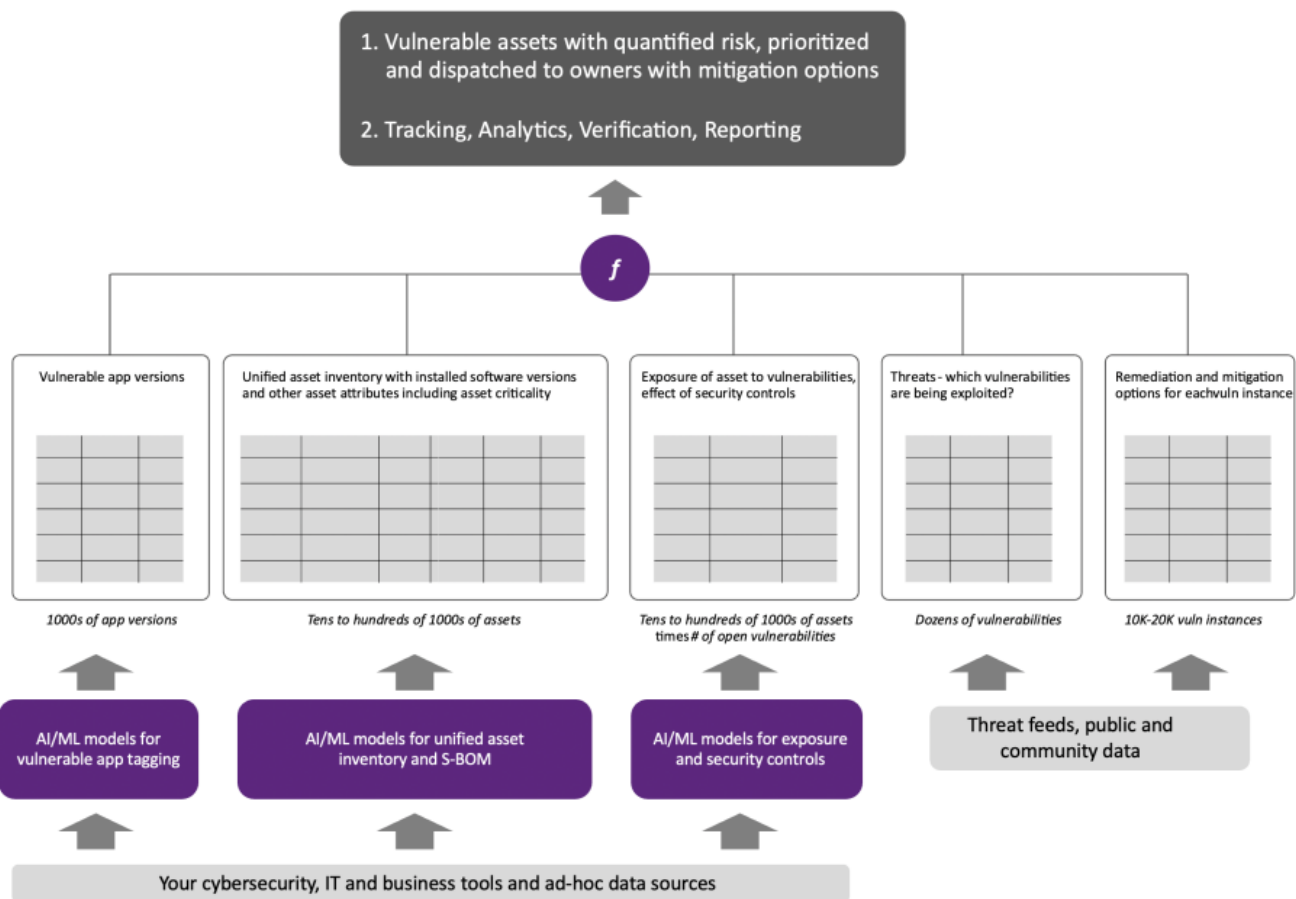 1. Vulnerable assets with quantified risk, prioritized
and dispatched to owners with mitigation options
2. Tracking, Analytics, Verification, Reporting
f
Vulnerable app versions
Unified asset inventory with installed software versions
and other asset attributes including asset criticality
Exposure of asset to vulnerabilities,
effect of security controls
Threats - which vulnerabilities
are being exploited?
Remediation and mitigation
options for eachvuln instance
1000s of app versions
Tens to hundreds of 1000s of assets
Tens to hundreds of 1000s of assets
times # of open vulnerabilities
Dozens of vulnerabilities
10K-20K vuln instances
AI/ML models for
vulnerable app tagging
AI/ML models for unified asset
inventory and S-BOM
AI/ML models for exposure
and security controls
Threat feeds, public and
community data
Your cybersecurity, IT and business tools and ad-hoc data sources